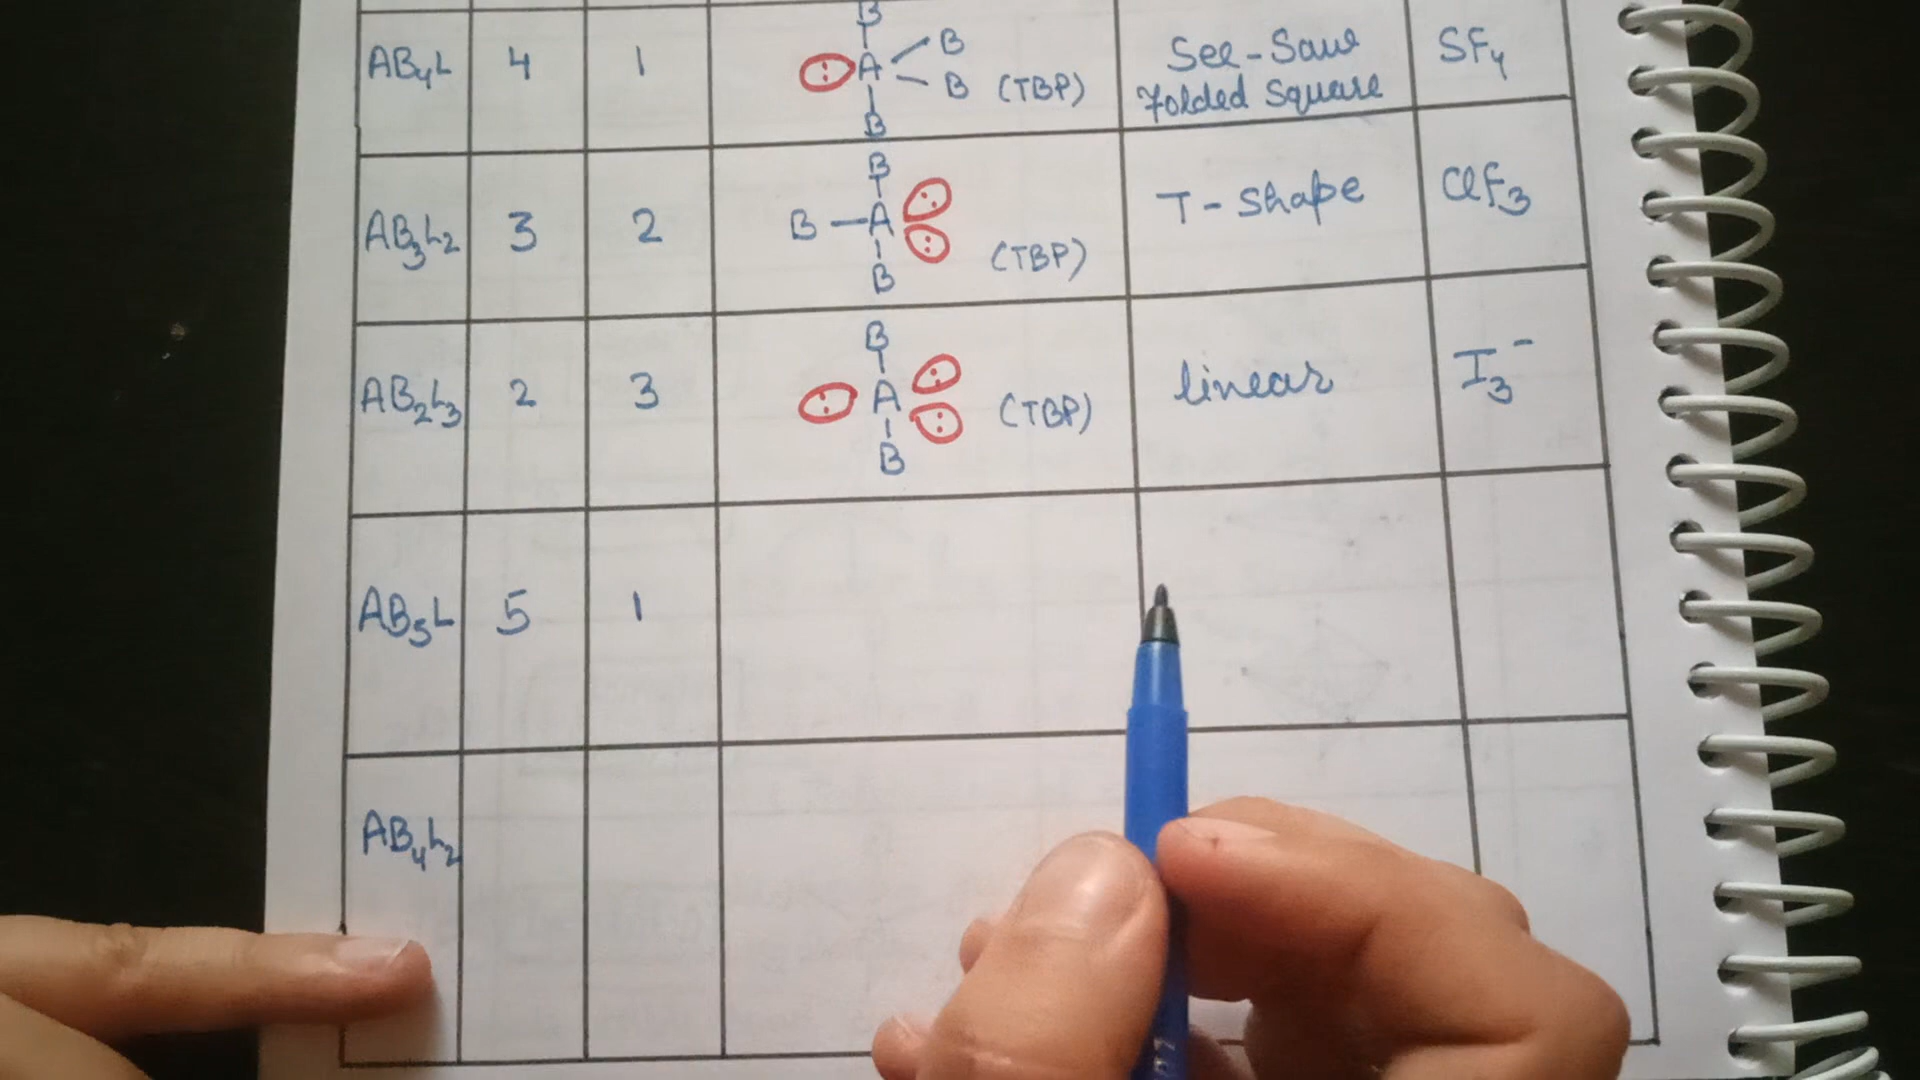 B
AB4L 4 1 A B B (TBP) See-Saw SF4
B Folded Square
B
AB3L2 3 2 B-A (TBP) T-shape ClF3
B
B
AB2L3 2 3 A (TBP) linear I3-
B
AB5L 5 1
AB4L2